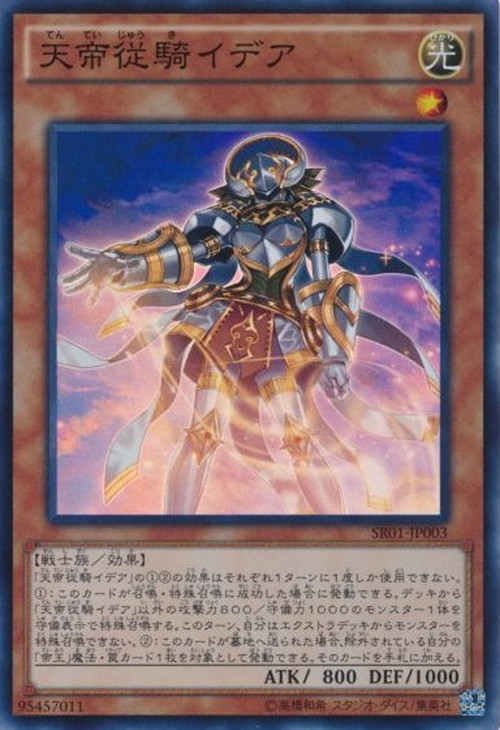 天帝従騎イデア
光
SR01-JP003
【戦士族/効果】
「天帝従騎イデア」の①②の効果はそれぞれ1ターンに1度しか使用できない。
①:このカードが召喚・特殊召喚に成功した場合に発動できる。デッキから
「天帝従騎イデア」以外の攻撃力800/守備力1000のモンスター1体を
守備表示で特殊召喚する。このターン、自分はエクストラデッキからモンスターを
特殊召喚できない。②:このカードが墓地へ送られた場合、除外されている自分の
「帝王」魔法・罠カード1枚を対象として発動できる。そのカードを手札に加える。
ATK/ 800 DEF/1000
95457011 ©高橋和希 スタジオ・ダイス/集英社